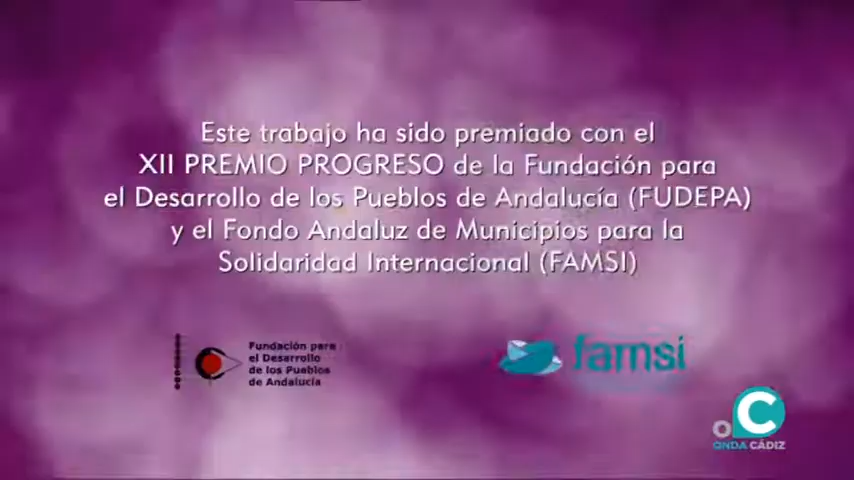 Este trabajo ha sido premiado con el
XII PREMIO PROGRESO de la Fundación para
el Desarrollo de los Pueblos de Andalucía (FUDEPA)
y el Fondo Andaluz de Municipios para la
Solidaridad Internacional (FAMSI)
Fundación para
el Desarrollo
de los Pueblos
de Andalucía
famsi
OC
ONDA CÁDIZ